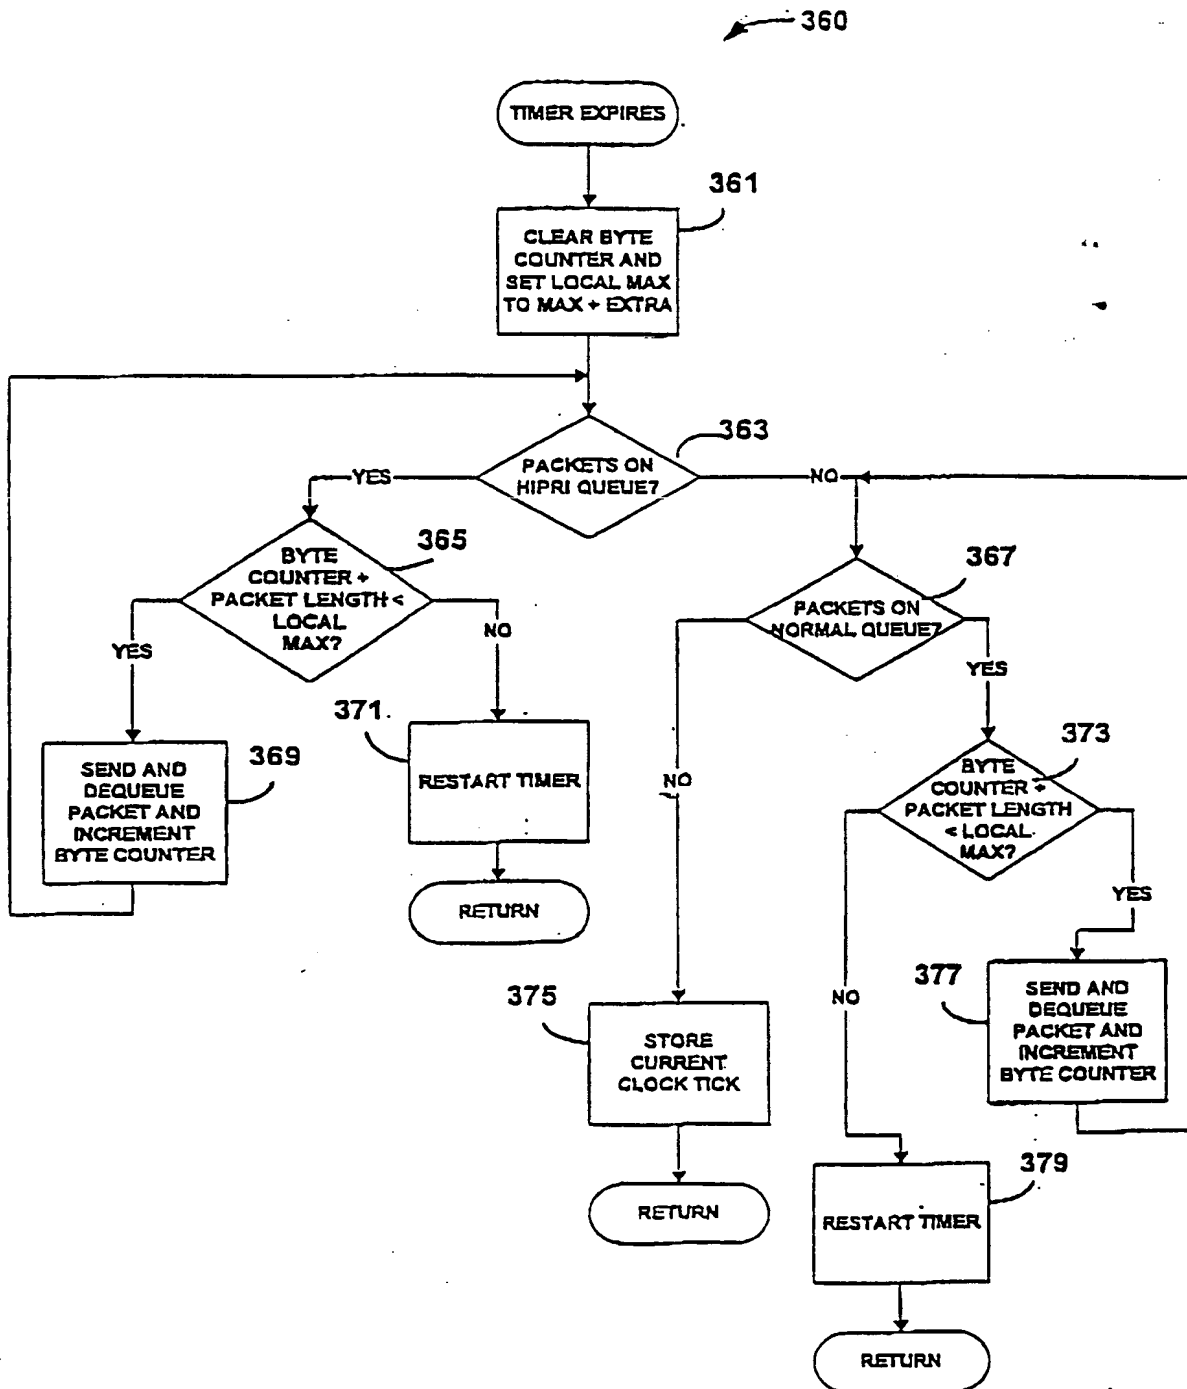 360
TIMER EXPIRES
361
CLEAR BYTE
COUNTER AND
SET LOCAL MAX
TO MAX + EXTRA
363
PACKETS ON
HIPRI QUEUE?
YES
NO
365
BYTE
COUNTER +
PACKET LENGTH <
LOCAL
MAX?
367
PACKETS ON
NORMAL QUEUE?
YES
NO
YES
371
RESTART TIMER
369
SEND AND
DEQUEUE
PACKET AND
INCREMENT
BYTE COUNTER
NO
373
BYTE
COUNTER +
PACKET LENGTH
< LOCAL
MAX?
RETURN
YES
377
SEND AND
DEQUEUE
PACKET AND
INCREMENT
BYTE COUNTER
NO
375
STORE
CURRENT
CLOCK TICK
379
RESTART TIMER
RETURN
RETURN